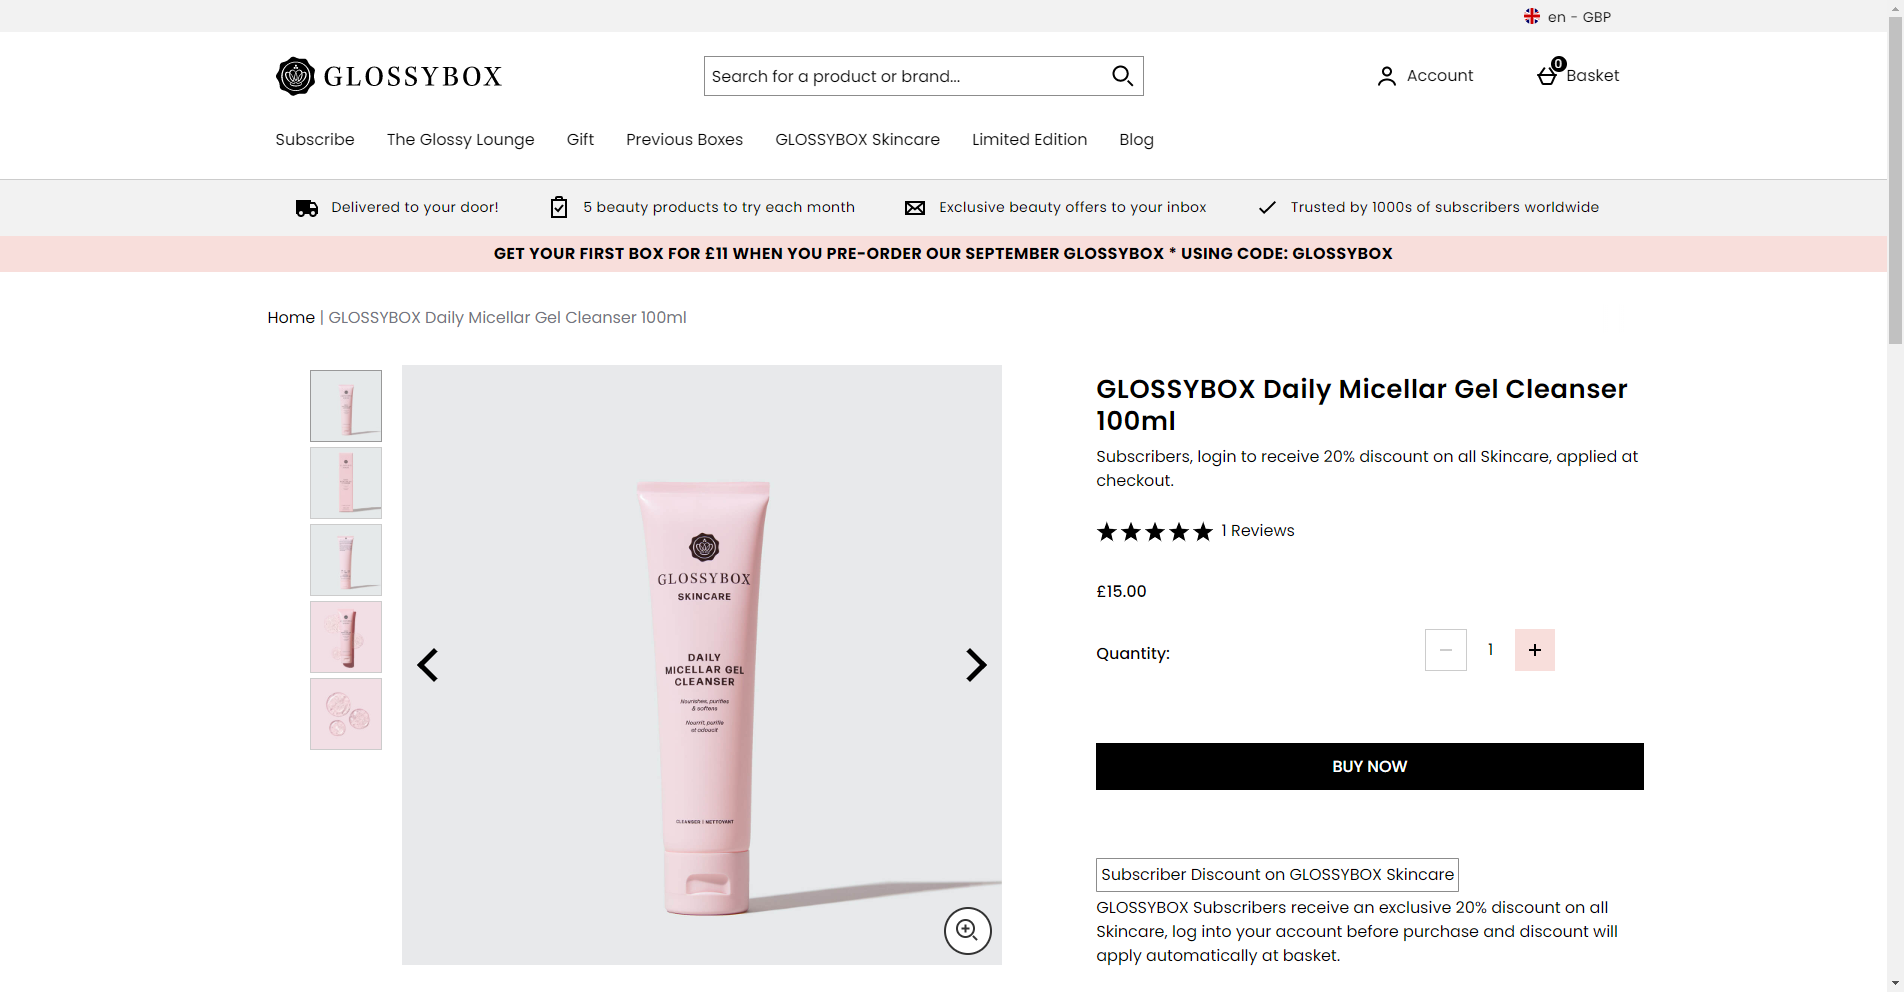 en - GBP
GLOSSYBOX
Search for a product or brand...
Account
0
Basket
Subscribe
The Glossy Lounge
Gift
Previous Boxes
GLOSSYBOX Skincare
Limited Edition
Blog
Delivered to your door!
5 beauty products to try each month
Exclusive beauty offers to your inbox
Trusted by 1000s of subscribers worldwide
GET YOUR FIRST BOX FOR £11 WHEN YOU PRE-ORDER OUR SEPTEMBER GLOSSYBOX * USING CODE: GLOSSYBOX
Home | GLOSSYBOX Daily Micellar Gel Cleanser 100ml
GLOSSYBOX
SKINCARE
DAILY
MICELLAR GEL
CLEANSER
Nourishes, purifies
& softens
Nourrit, purifie
et adoucit
CLEANSER | NETTOYANT
GLOSSYBOX Daily Micellar Gel Cleanser
100ml
Subscribers, login to receive 20% discount on all Skincare, applied at
checkout.
1 Reviews
£15.00
Quantity:
1
BUY NOW
Subscriber Discount on GLOSSYBOX Skincare
GLOSSYBOX Subscribers receive an exclusive 20% discount on all
Skincare, log into your account before purchase and discount will
apply automatically at basket.